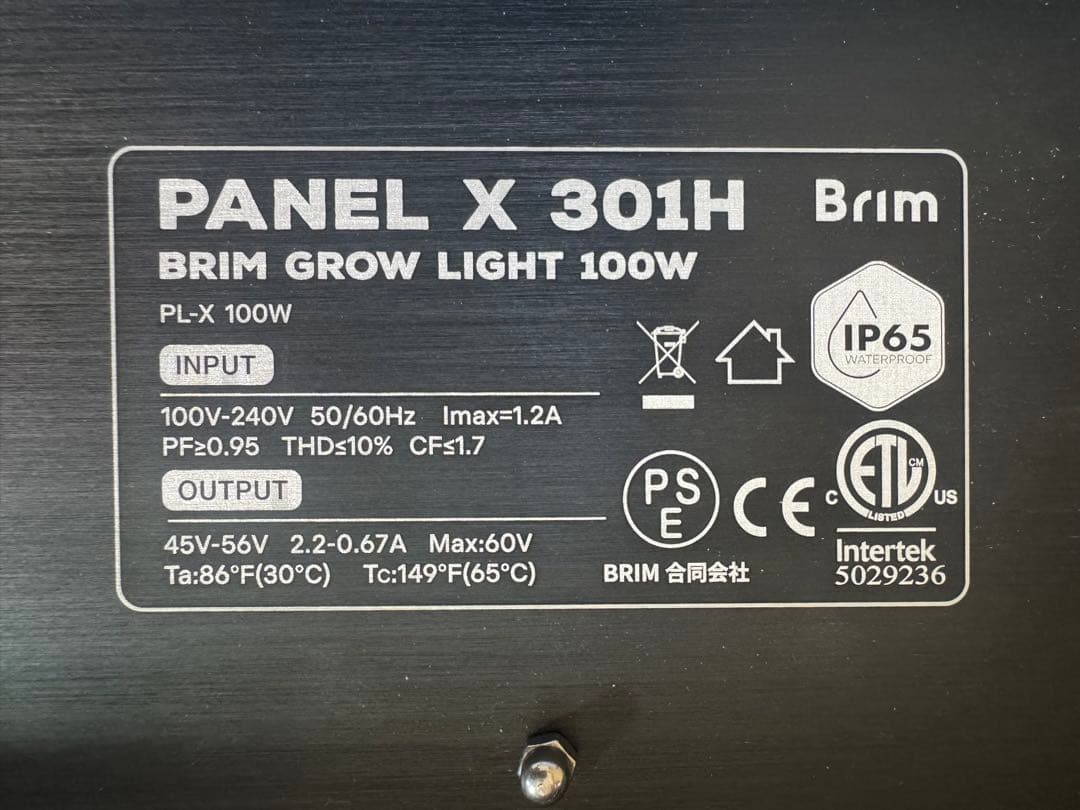 PANEL X 301H
Brim
BRIM GROW LIGHT 100W
PL-X 100W
INPUT
100V-240V 50/60Hz Imax=1.2A
PF≥0.95 THD≤10% CF≤1.7
OUTPUT
45V-56V 2.2-0.67A Max:60V
Ta:86°F(30°C) Tc:149°F(65°C)
IP65
WATERPROOF
PS
E
BRIM 合同会社
CE
ETL CM
C US
LISTED
Intertek
5029236